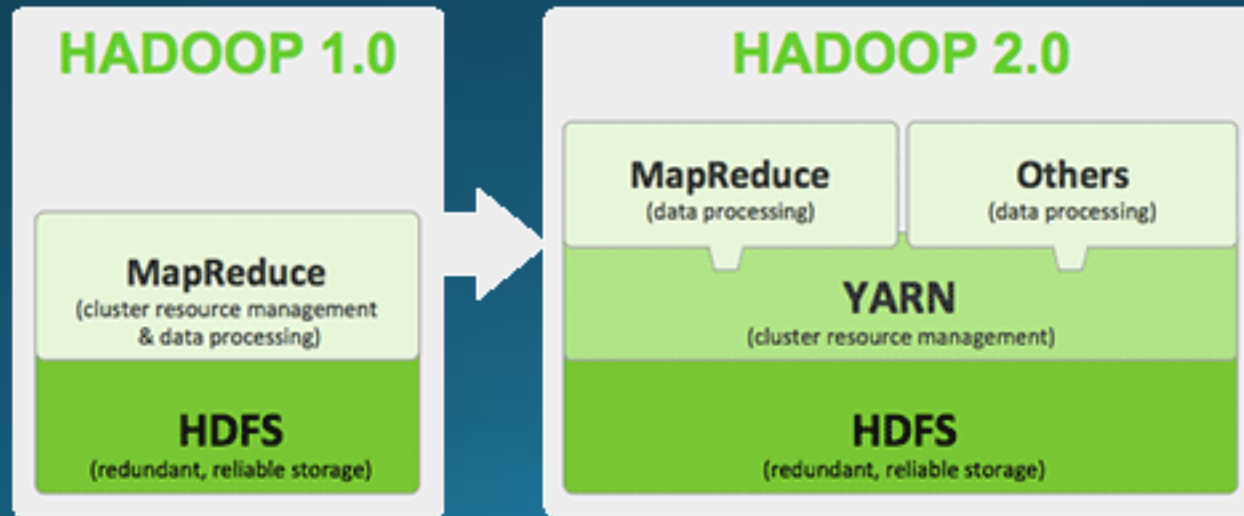 HADOOP 1.0
MapReduce
(cluster resource management
& data processing)
HDFS
(redundant, reliable storage)
HADOOP 2.0
MapReduce
(data processing)
Others
(data processing)
YARN
(cluster resource management)
HDFS
(redundant, reliable storage)